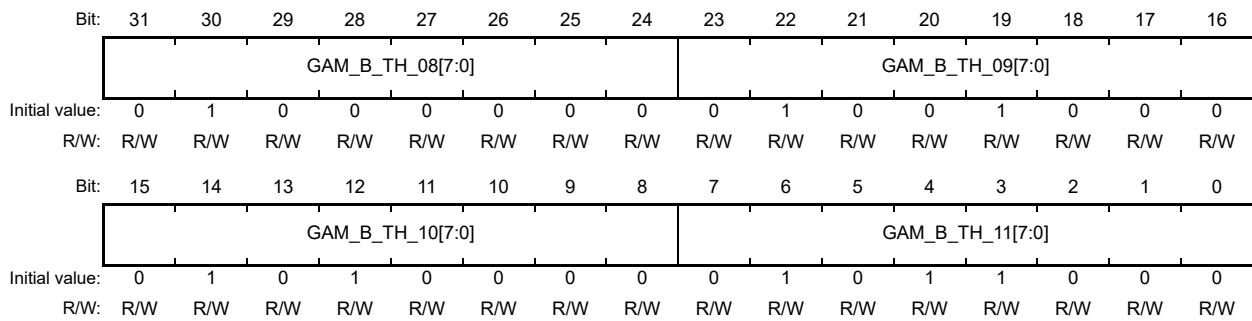 Bit: 31 30 29 28 27 26 25 24 23 22 21 20 19 18 17 16
GAM_B_TH_08[7:0] GAM_B_TH_09[7:0]
Initial value: 0 1 0 0 0 0 0 0 0 1 0 0 1 0 0 0
R/W: R/W R/W R/W R/W R/W R/W R/W R/W R/W R/W R/W R/W R/W R/W R/W R/W
Bit: 15 14 13 12 11 10 9 8 7 6 5 4 3 2 1 0
GAM_B_TH_10[7:0] GAM_B_TH_11[7:0]
Initial value: 0 1 0 1 0 0 0 0 0 1 0 1 1 0 0 0
R/W: R/W R/W R/W R/W R/W R/W R/W R/W R/W R/W R/W R/W R/W R/W R/W R/W